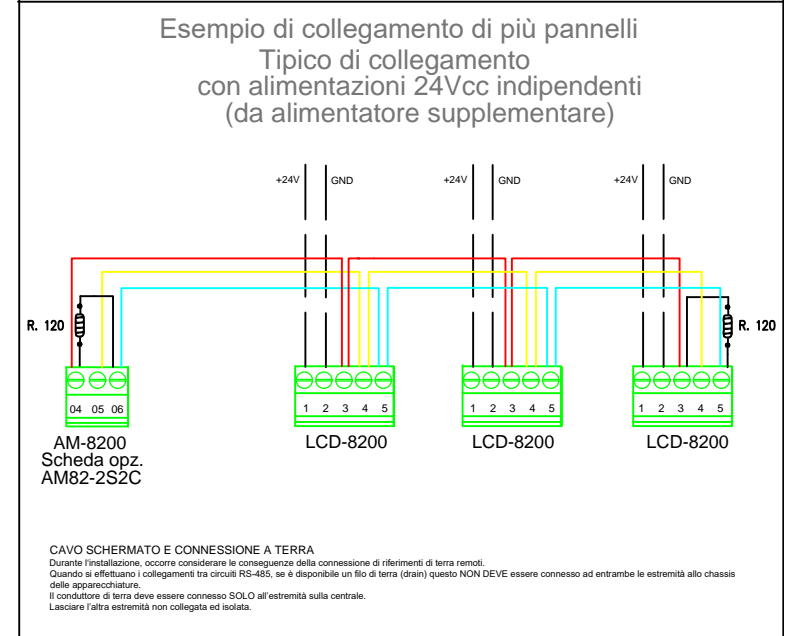 Esempio di collegamento di più pannelli
Tipico di collegamento
con alimentazioni 24Vcc indipendenti
(da alimentatore supplementare)
+24V GND +24V GND +24V GND
R. 120 R. 120
04 05 06 1 2 3 4 5 1 2 3 4 5 1 2 3 4 5
AM-8200 LCD-8200 LCD-8200 LCD-8200
Scheda opz.
AM82-2S2C
CAVO SCHERMATO E CONNESSIONE A TERRA
Durante l'installazione, occorre considerare le conseguenze della connessione di riferimenti di terra remoti.
Quando si effettuano i collegamenti tra circuiti RS-485, se è disponibile un filo di terra (drain) questo NON DEVE essere connesso ad entrambe le estremità allo chassis
delle apparecchiature.
Il conduttore di terra deve essere connesso SOLO all'estremità sulla centrale.
Lasciare l'altra estremità non collegata ed isolata.